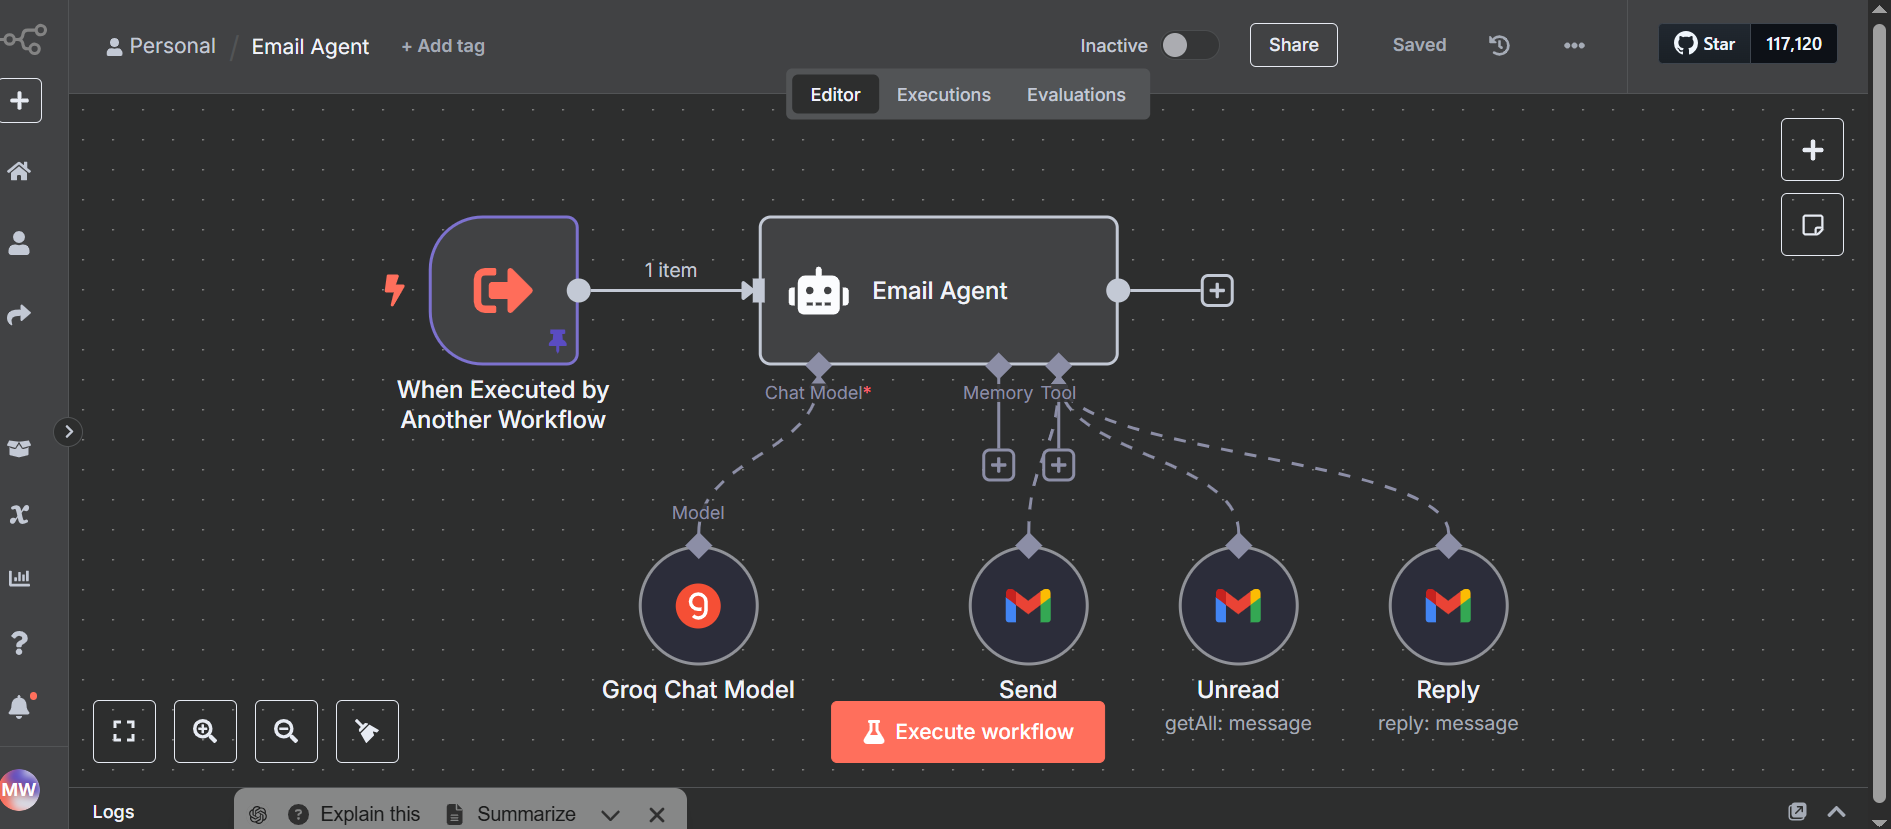 Personal / Email Agent + Add tag
Inactive
Share
Saved
Star 117,120
Editor Executions Evaluations
1 item
Email Agent
When Executed by
Another Workflow
Chat Model*
Memory
Tool
Model
Groq Chat Model
Send
Unread
getAll: message
Reply
reply: message
Execute workflow
MW
Logs
Explain this
Summarize